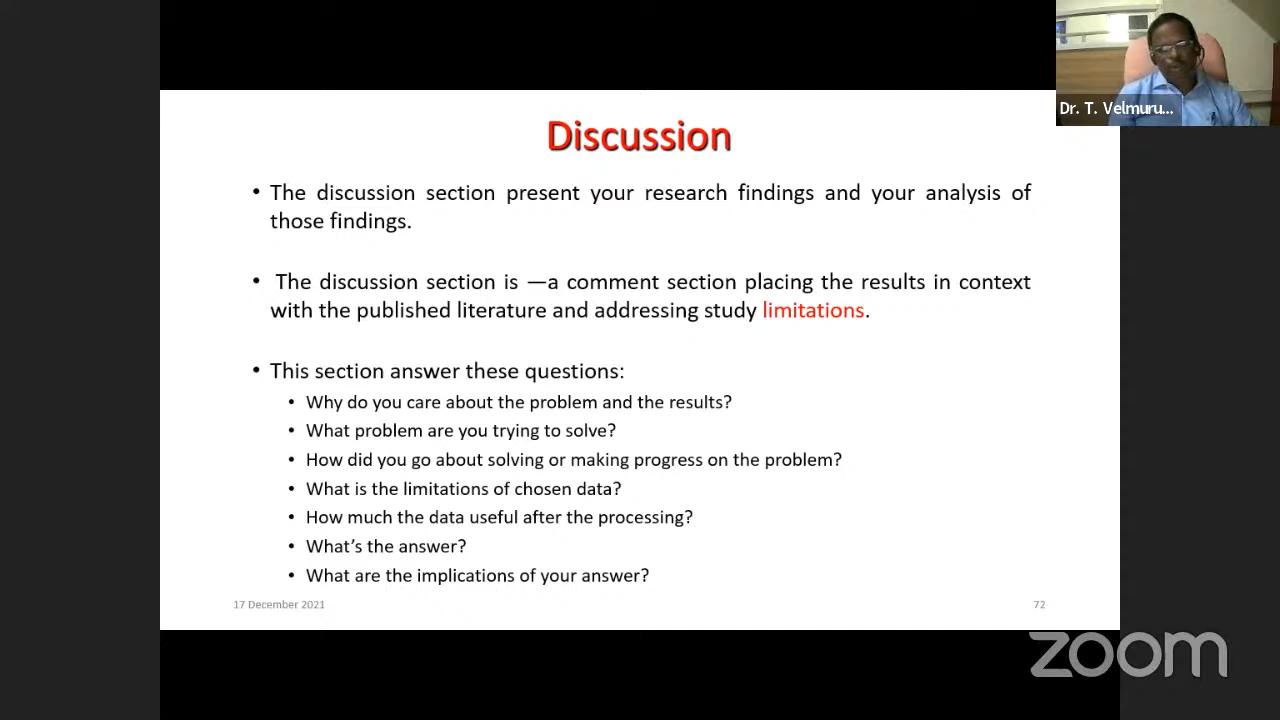 Dr. T. Velmuru...
Discussion
• The discussion section present your research findings and your analysis of
those findings.
• The discussion section is —a comment section placing the results in context
with the published literature and addressing study limitations.
• This section answer these questions:
• Why do you care about the problem and the results?
• What problem are you trying to solve?
• How did you go about solving or making progress on the problem?
• What is the limitations of chosen data?
• How much the data useful after the processing?
• What's the answer?
• What are the implications of your answer?
17 December 2021
72
zoom